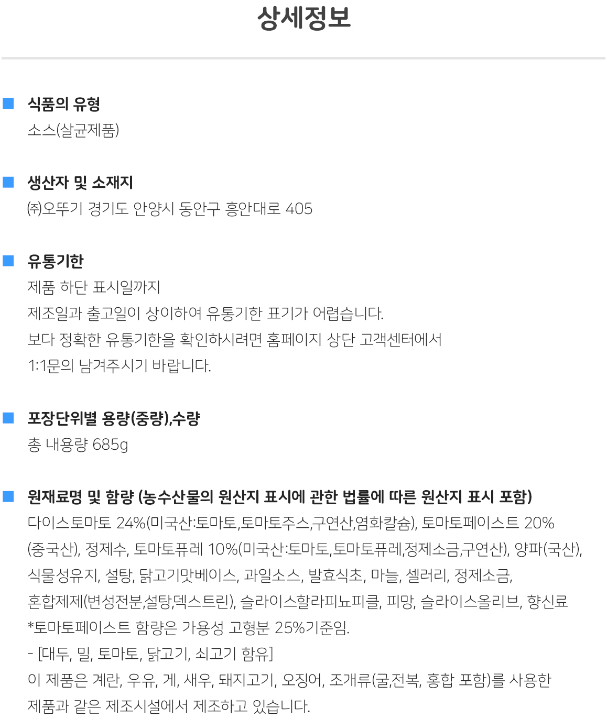 상세정보
식품의 유형
소스(살균제품)
생산자 및 소재지
㈜오뚜기 경기도 안양시 동안구 흥안대로 405
유통기한
제품 하단 표시일까지
제조일과 출고일이 상이하여 유통기한 표기가 어렵습니다.
보다 정확한 유통기한을 확인하시려면 홈페이지 상단 고객센터에서
1:1문의 남겨주시기 바랍니다.
포장단위별 용량(중량),수량
총 내용량 685g
원재료명 및 함량 (농수산물의 원산지 표시에 관한 법률에 따른 원산지 표시 포함)
다이스토마토 24%(미국산:토마토,토마토주스,구연산,염화칼슘), 토마토페이스트 20%
(중국산), 정제수, 토마토퓨레 10%(미국산:토마토,토마토퓨레,정제소금,구연산), 양파(국산),
식물성유지, 설탕, 닭고기맛베이스, 과일소스, 발효식초, 마늘, 셀러리, 정제소금,
혼합제제(변성전분,설탕,덱스트린), 슬라이스할라피뇨피클, 피망, 슬라이스올리브, 향신료
*토마토페이스트 함량은 가용성 고형분 25%기준임.
- [대두, 밀, 토마토, 닭고기, 쇠고기 함유]
이 제품은 계란, 우유, 게, 새우, 돼지고기, 오징어, 조개류(굴,전복, 홍합 포함)를 사용한
제품과 같은 제조시설에서 제조하고 있습니다.